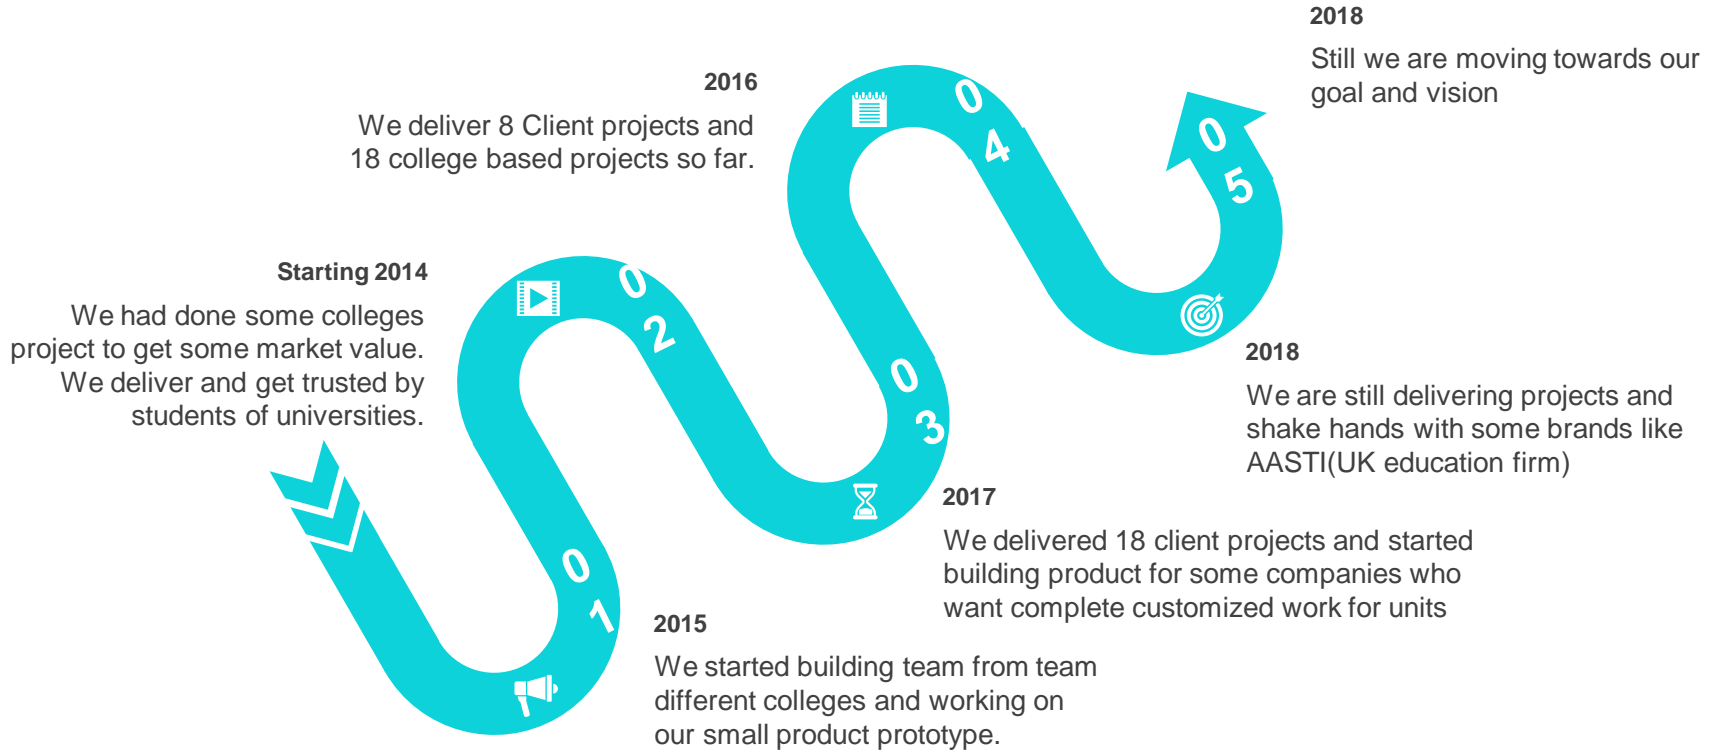 Starting 2014
We had done some colleges
project to get some market value.
We deliver and get trusted by
students of universities.
01
2015
We started building team from team
different colleges and working on
our small product prototype.
02
2016
We deliver 8 Client projects and
18 college based projects so far.
03
2017
We delivered 18 client projects and started
building product for some companies who
want complete customized work for units
04
2018
We are still delivering projects and
shake hands with some brands like
AASTI(UK education firm)
05
2018
Still we are moving towards our
goal and vision